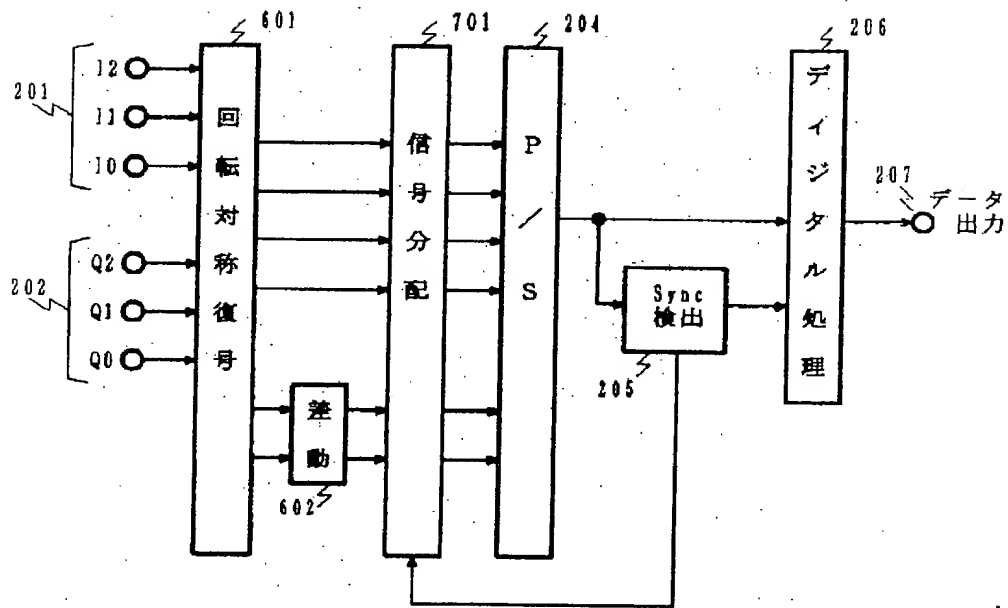 601
701
204
206
201
I2
I1
I0
202
Q2
Q1
Q0
回転対称復号
差動
602
信号分配
P/S
Sync
検出
205
ディジタル処理
207
データ
出力